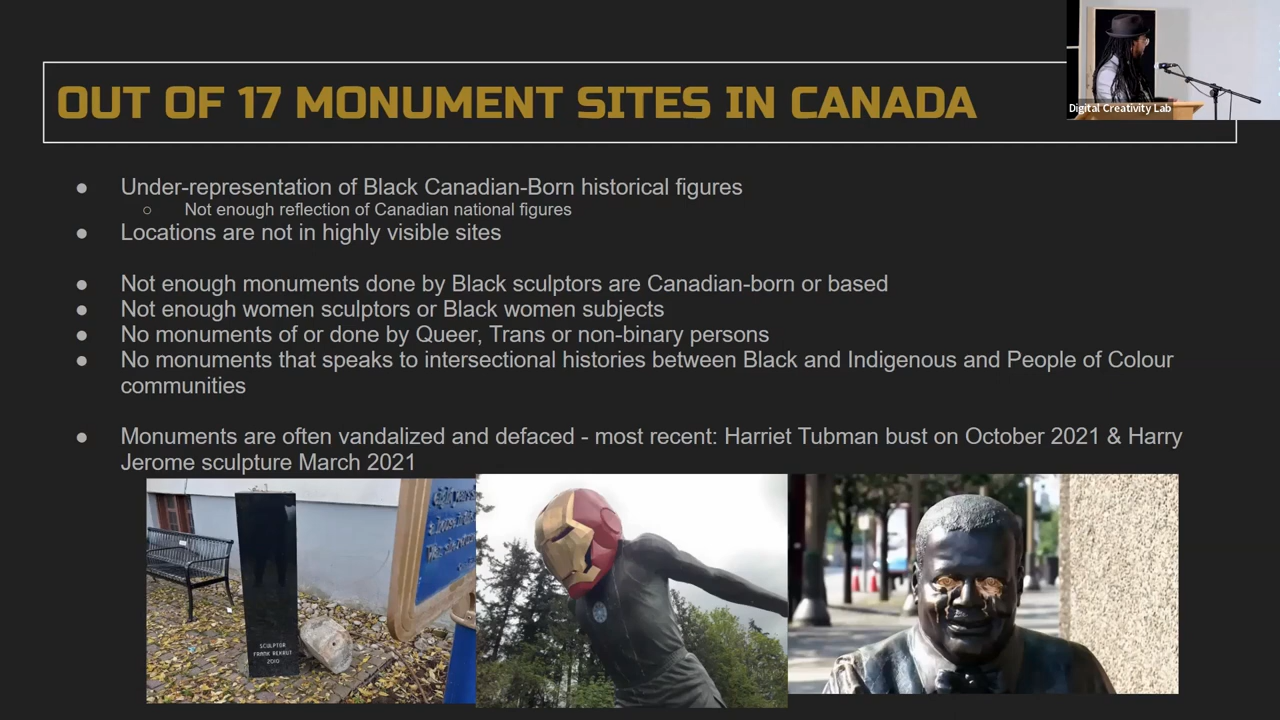 OUT OF 17 MONUMENT SITES IN CANADA
Digital Creativity Lab
● Under-representation of Black Canadian-Born historical figures
○ Not enough reflection of Canadian national figures
● Locations are not in highly visible sites
● Not enough monuments done by Black sculptors are Canadian-born or based
● Not enough women sculptors or Black women subjects
● No monuments of or done by Queer, Trans or non-binary persons
● No monuments that speaks to intersectional histories between Black and Indigenous and People of Colour
communities
● Monuments are often vandalized and defaced - most recent: Harriet Tubman bust on October 2021 & Harry
Jerome sculpture March 2021
SCULPTOR
FRANK REKRUT
2010